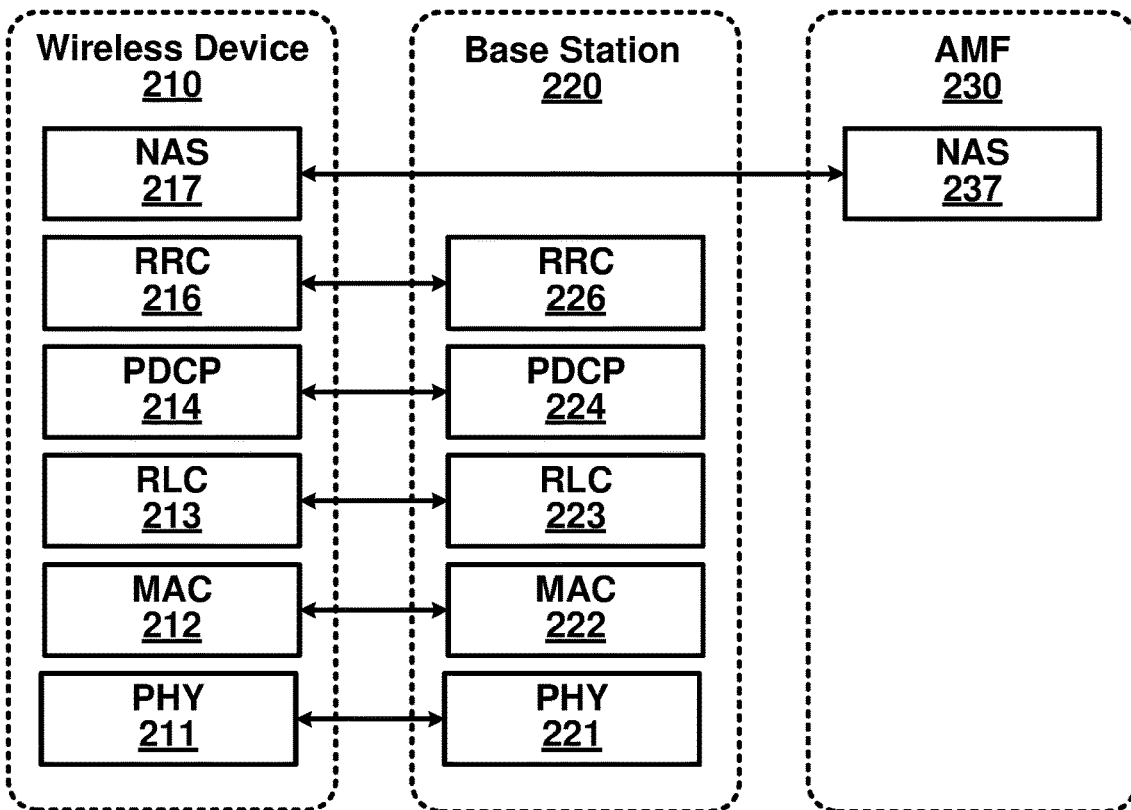 Wireless Device
210
Base Station
220
AMF
230
NAS
217
NAS
237
RRC
216
RRC
226
PDCP
214
PDCP
224
RLC
213
RLC
223
MAC
212
MAC
222
PHY
211
PHY
221